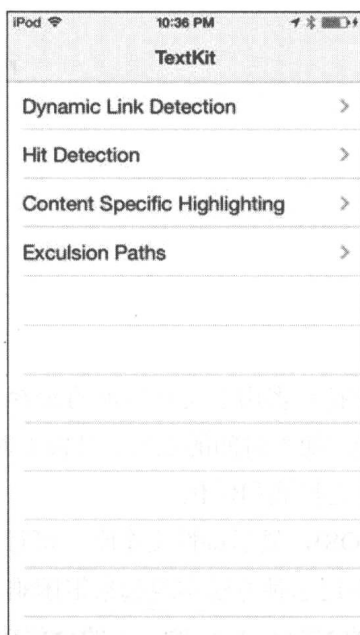 iPod 10:36 PM
TextKit
Dynamic Link Detection
Hit Detection
Content Specific Highlighting
Exculsion Paths